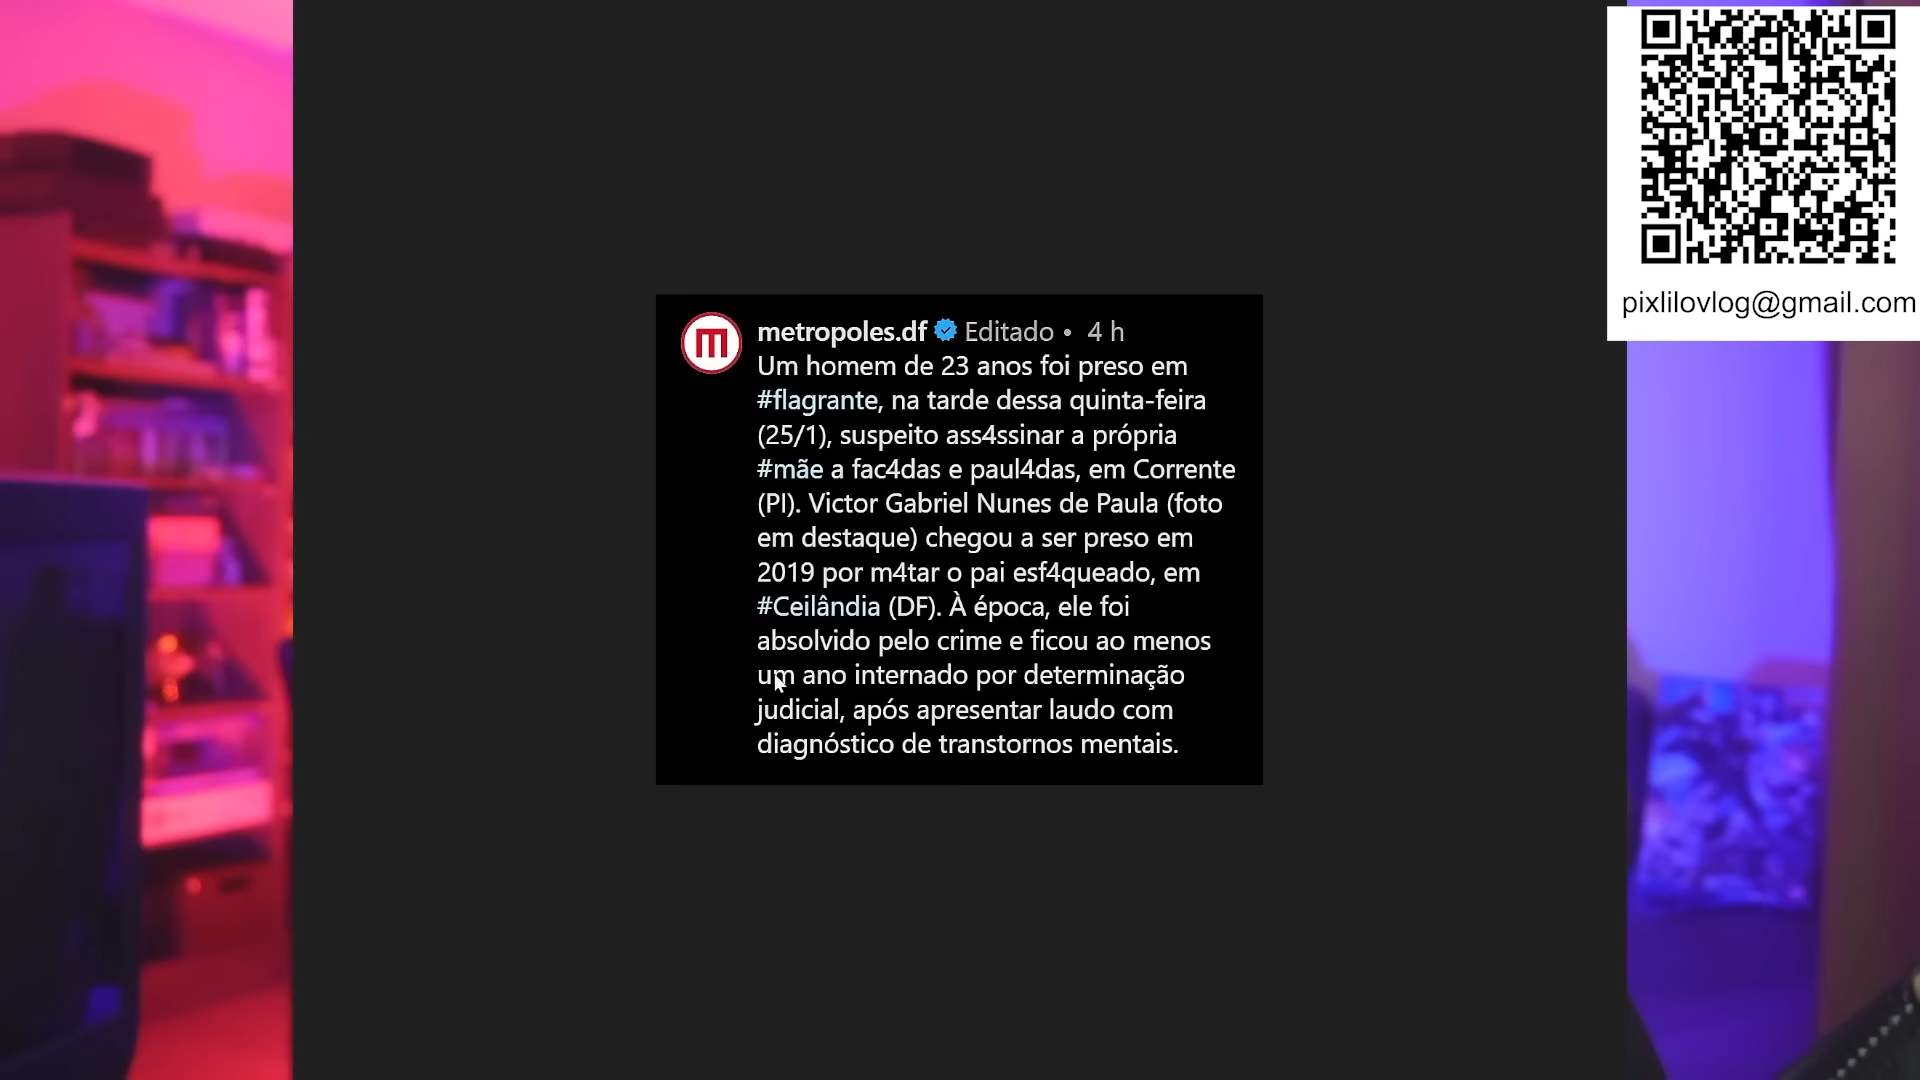 metropoles.df Editado • 4 h
Um homem de 23 anos foi preso em
#flagrante, na tarde dessa quinta-feira
(25/1), suspeito ass4ssinar a própria
#mãe a fac4das e paul4das, em Corrente
(PI). Victor Gabriel Nunes de Paula (foto
em destaque) chegou a ser preso em
2019 por m4tar o pai esf4queado, em
#Ceilândia (DF). À época, ele foi
absolvido pelo crime e ficou ao menos
um ano internado por determinação
judicial, após apresentar laudo com
diagnóstico de transtornos mentais.
pixlilovlog@gmail.com